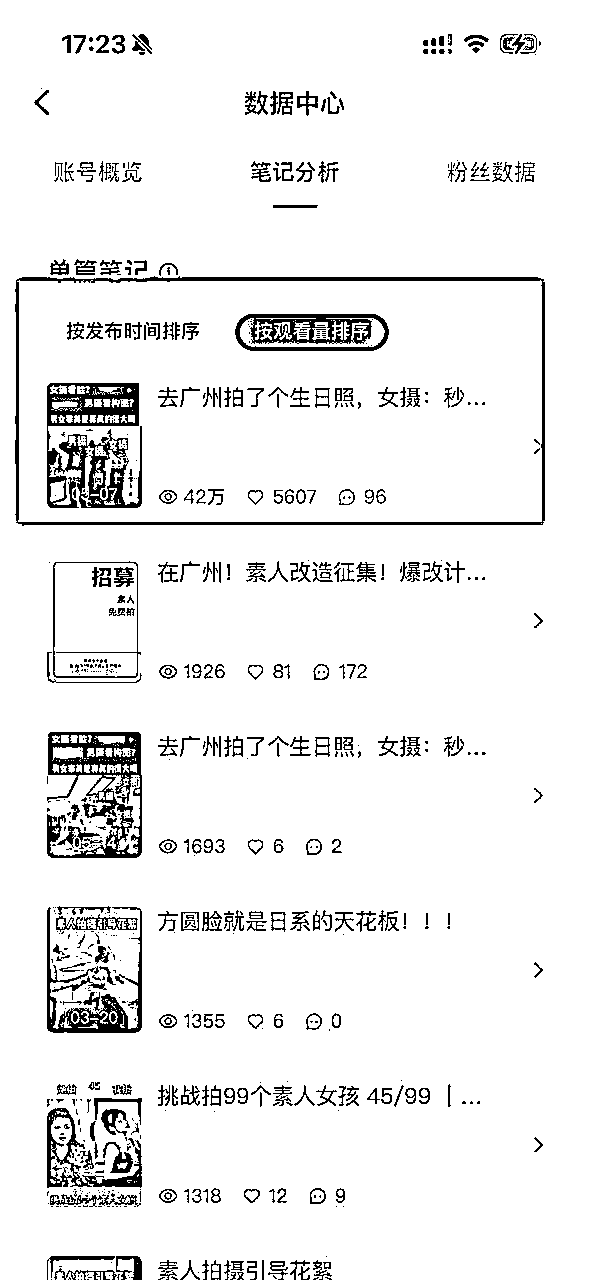 17:23
数据中心
账号概览
笔记分析
粉丝数据
单篇笔记
按发布时间排序
按观看量排序
去广州拍了个生日照，女摄：秒...
42万 5607 96
招募
素人
免费拍
在广州！素人改造征集！爆改计...
1926 81 172
去广州拍了个生日照，女摄：秒...
1693 6 2
方圆脸就是日系的天花板！！！
03-20
1355 6 0
挑战拍99个素人女孩 45/99 ｜...
45
1318 12 9
素人拍摄引导花絮